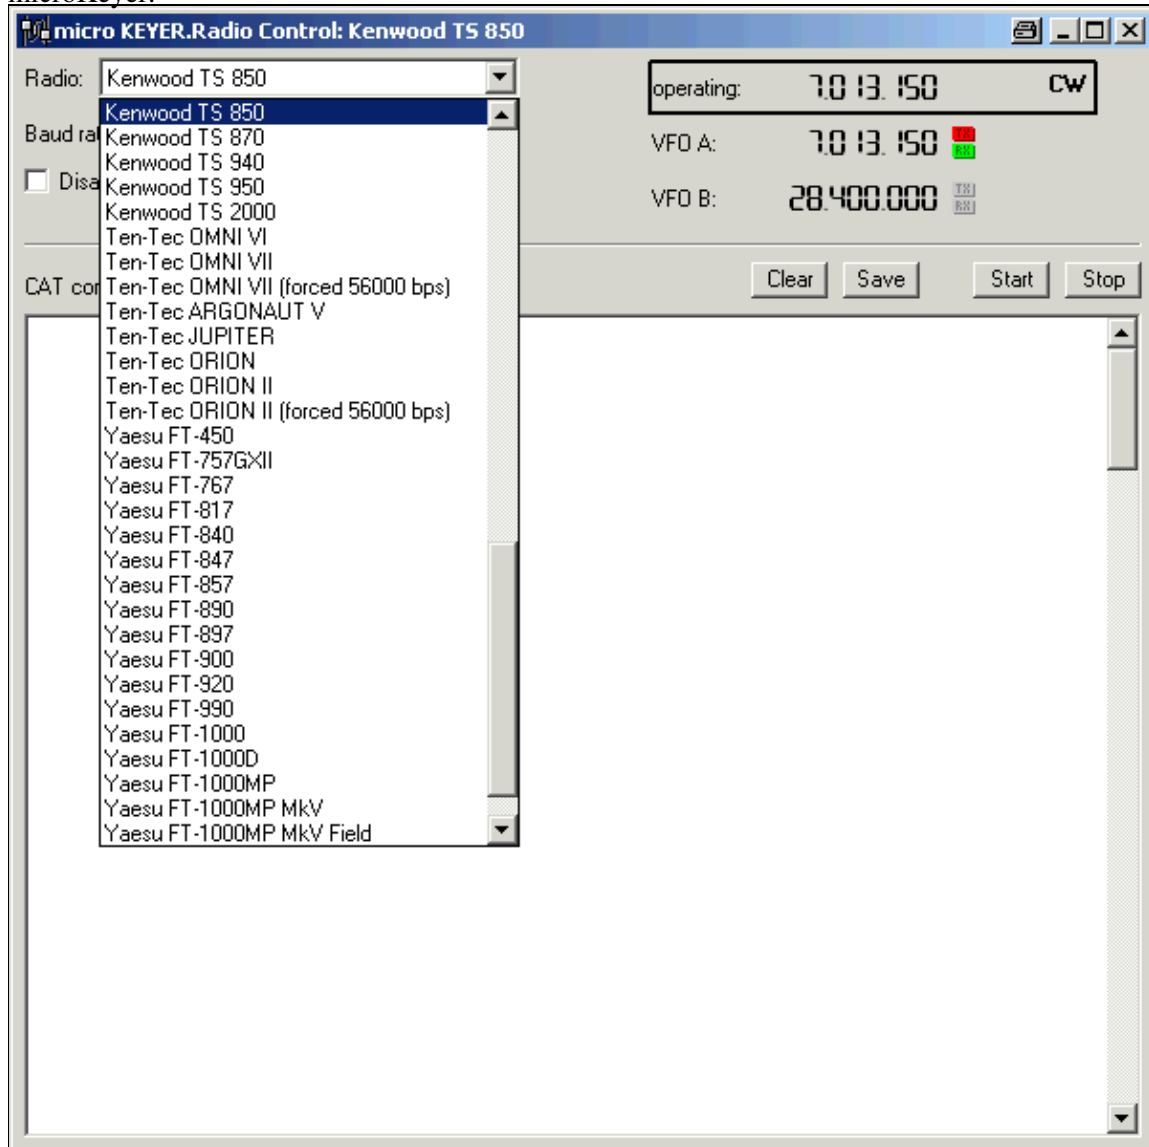 micro KEYER.Radio Control: Kenwood TS 850
Radio: Kenwood TS 850
operating: 7.013.150 CW
Kenwood TS 850
Baud ra
Kenwood TS 870
VFO A: 7.013.150 TX RX
Kenwood TS 940
Disa
Kenwood TS 950
VFO B: 28.400.000 TX RX
Kenwood TS 2000
Ten-Tec OMNI VI
Ten-Tec OMNI VII
CAT cor
Ten-Tec OMNI VII (forced 56000 bps)
Clear Save Start Stop
Ten-Tec ARGONAUT V
Ten-Tec JUPITER
Ten-Tec ORION
Ten-Tec ORION II
Ten-Tec ORION II (forced 56000 bps)
Yaesu FT-450
Yaesu FT-757GXII
Yaesu FT-767
Yaesu FT-817
Yaesu FT-840
Yaesu FT-847
Yaesu FT-857
Yaesu FT-890
Yaesu FT-897
Yaesu FT-900
Yaesu FT-920
Yaesu FT-990
Yaesu FT-1000
Yaesu FT-1000D
Yaesu FT-1000MP
Yaesu FT-1000MP MkV
Yaesu FT-1000MP MkV Field